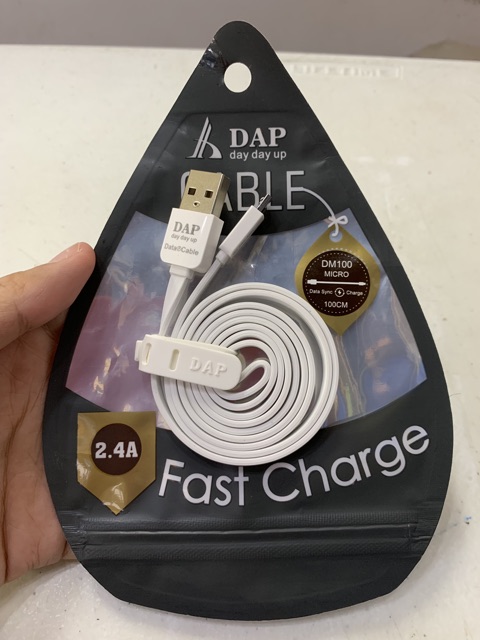 DAP
day day up
CABLE
DAP
day day up
Data®Cable
DM100
MICRO
Data Sync
Charge
100CM
DAP
2.4A
Fast Charge